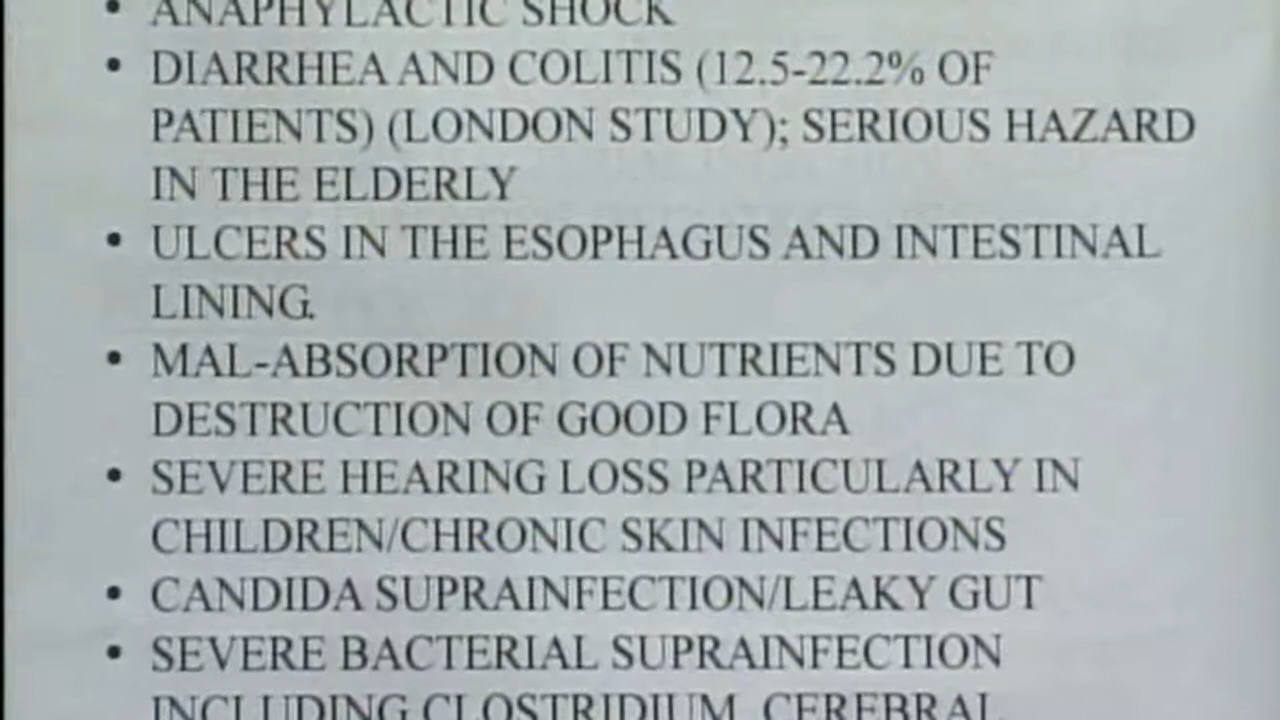 • ANAPHYLACTIC SHOCK
• DIARRHEA AND COLITIS (12.5-22.2% OF
PATIENTS) (LONDON STUDY); SERIOUS HAZARD
IN THE ELDERLY
• ULCERS IN THE ESOPHAGUS AND INTESTINAL
LINING.
• MAL-ABSORPTION OF NUTRIENTS DUE TO
DESTRUCTION OF GOOD FLORA
• SEVERE HEARING LOSS PARTICULARLY IN
CHILDREN/CHRONIC SKIN INFECTIONS
• CANDIDA SUPRAINFECTION/LEAKY GUT
• SEVERE BACTERIAL SUPRAINFECTION
INCLUDING CLOSTRIDIUM, CEREBRAL